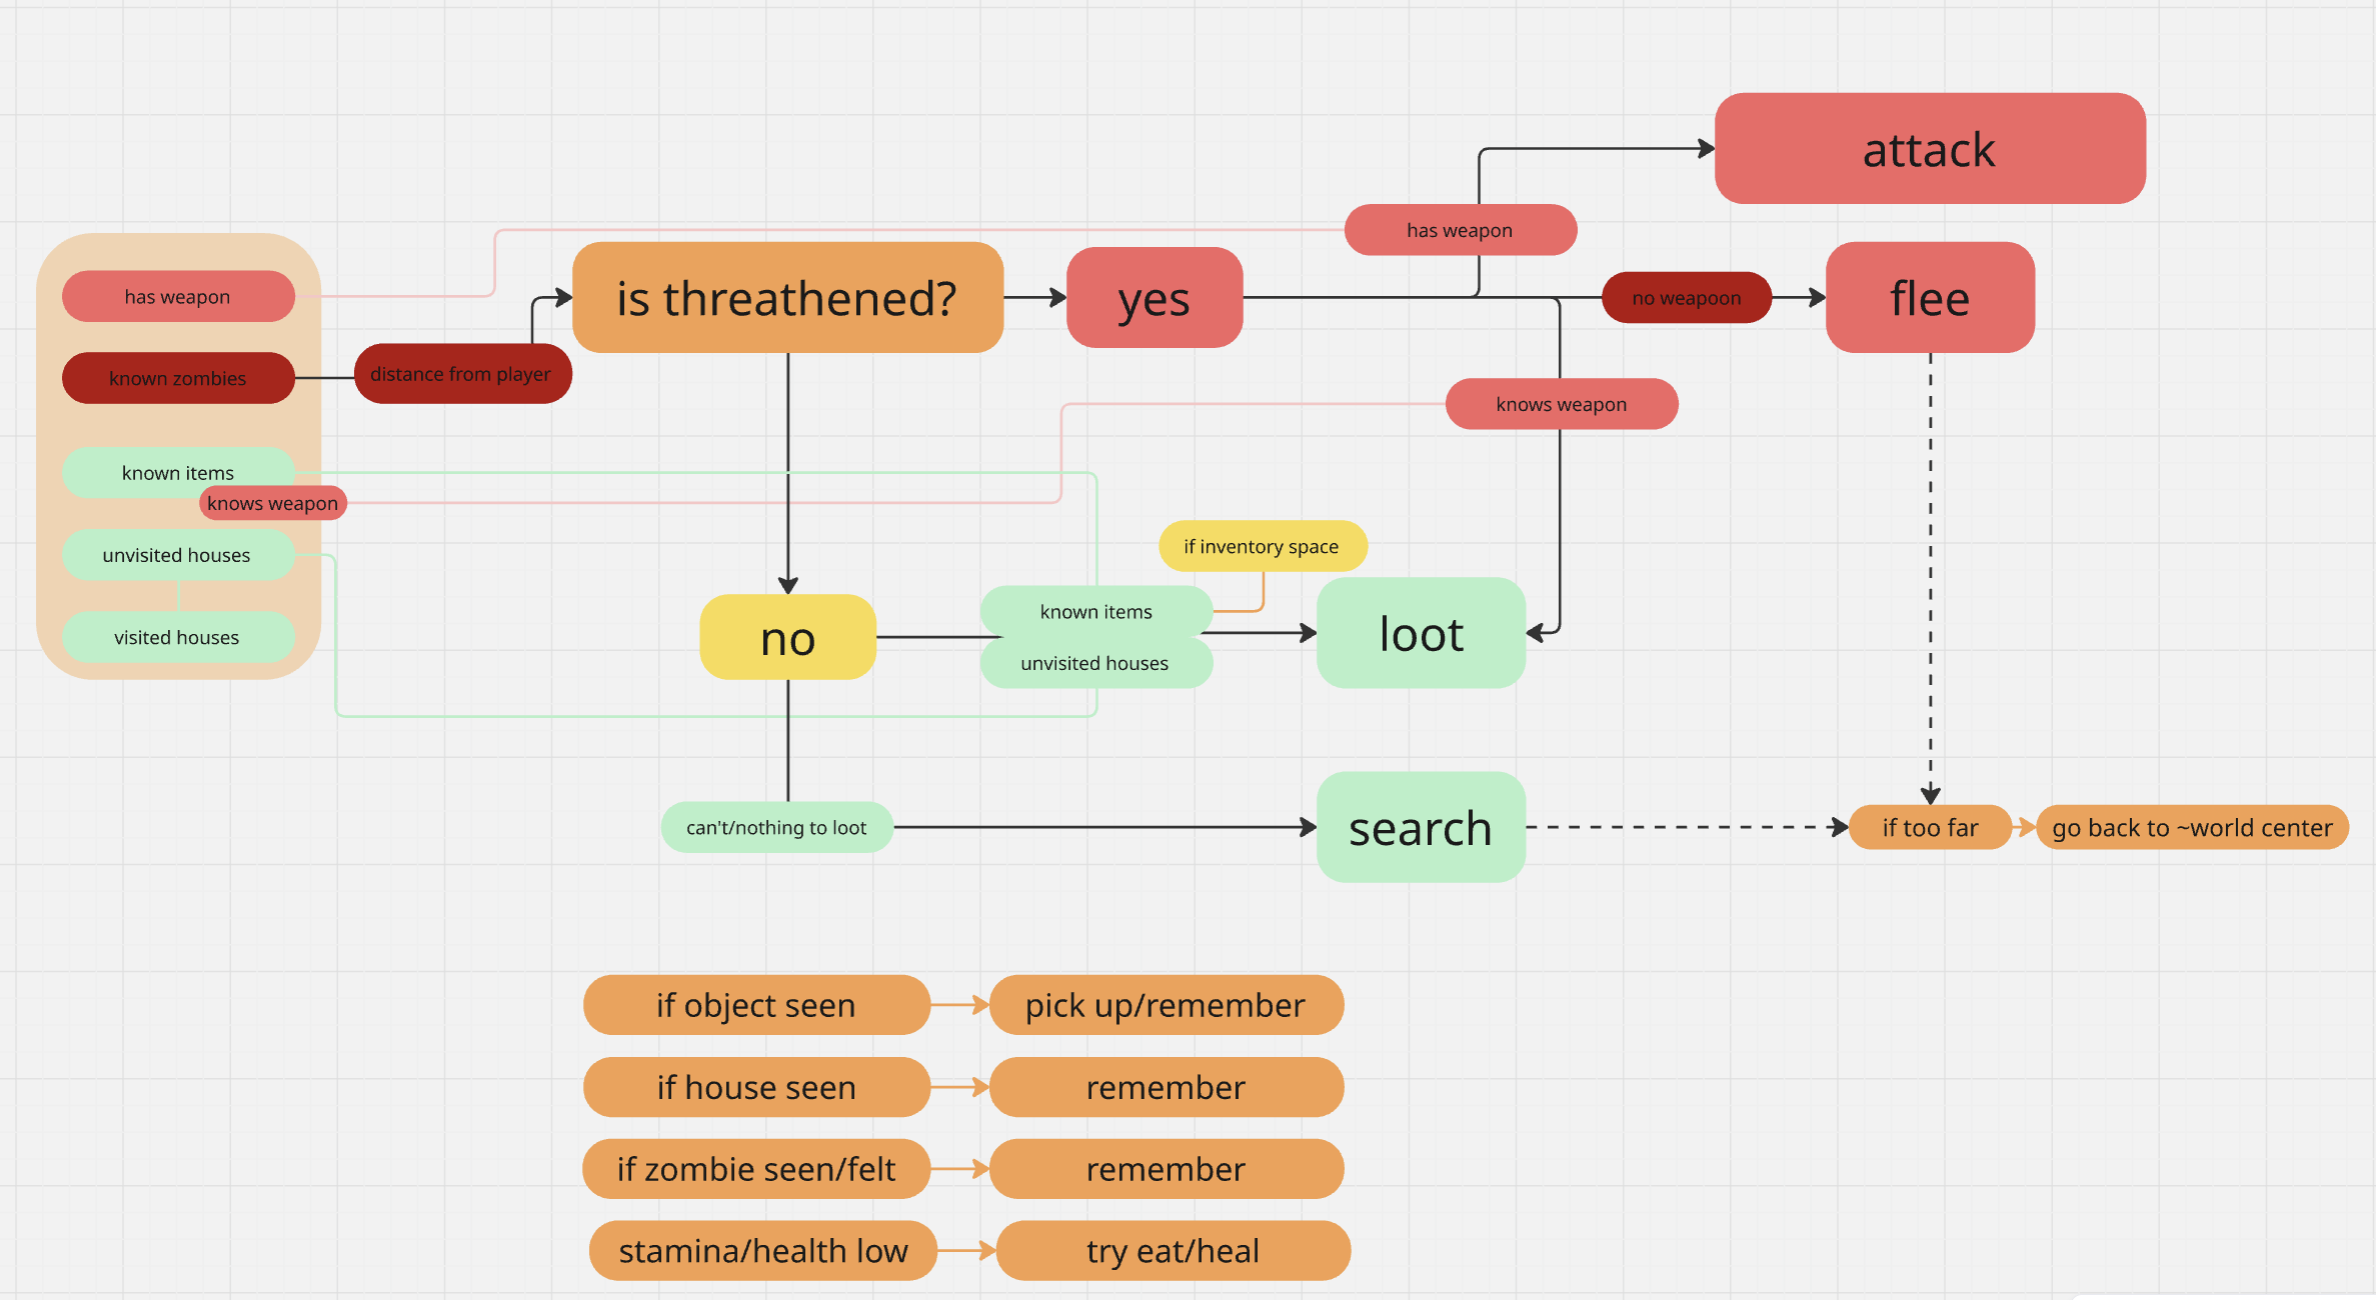 attack
has weapon
has weapon
is threathened?
yes
no weapoon
flee
distance from player
known zombies
knows weapon
known items
knows weapon
if inventory space
unvisited houses
known items
loot
no
visited houses
unvisited houses
can't/nothing to loot
search
if too far
go back to ~world center
if object seen
pick up/remember
if house seen
remember
if zombie seen/felt
remember
stamina/health low
try eat/heal